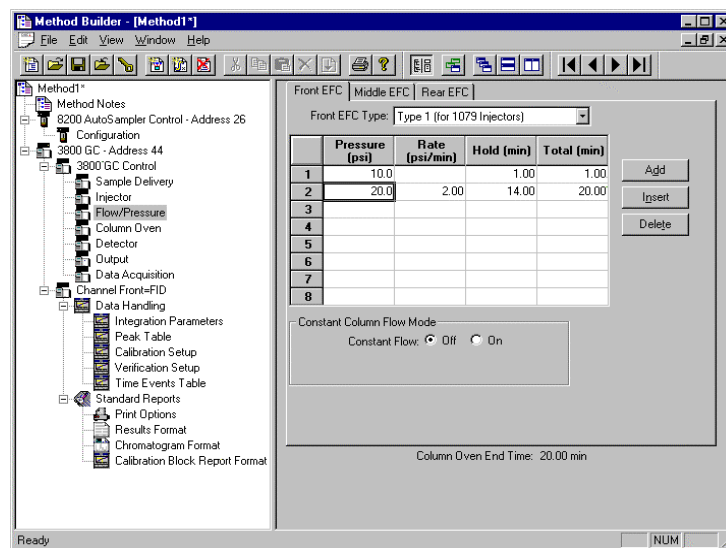 Method Builder - [Method1*]
File Edit View Window Help
Method1*
Method Notes
8200 AutoSampler Control - Address 26
Configuration
3800 GC - Address 44
3800 GC Control
Sample Delivery
Injector
Flow/Pressure
Column Oven
Detector
Output
Data Acquisition
Channel Front=FID
Data Handling
Integration Parameters
Peak Table
Calibration Setup
Verification Setup
Time Events Table
Standard Reports
Print Options
Results Format
Chromatogram Format
Calibration Block Report Format
Front EFC Middle EFC Rear EFC
Front EFC Type: Type 1 (for 1079 Injectors)
Pressure (psi) Rate (psi/min) Hold (min) Total (min)
1 10.0 1.00 1.00
2 20.0 2.00 14.00 20.00
3
4
5
6
7
8
Add
Insert
Delete
Constant Column Flow Mode
Constant Flow: Off On
Column Oven End Time: 20.00 min
Ready NUM